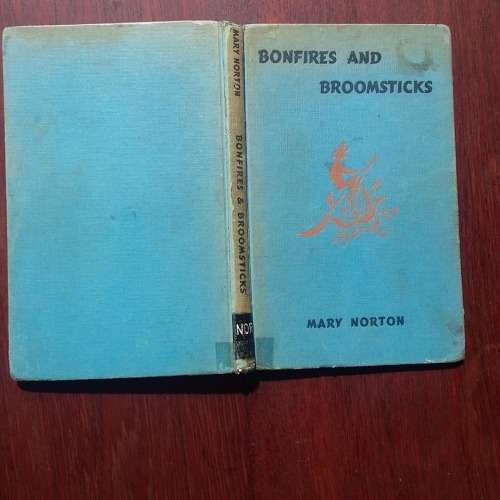 MARY NORTON
BONFIRES & BROOMSTICKS
NOR
BONFIRES AND
BROOMSTICKS
MARY NORTON